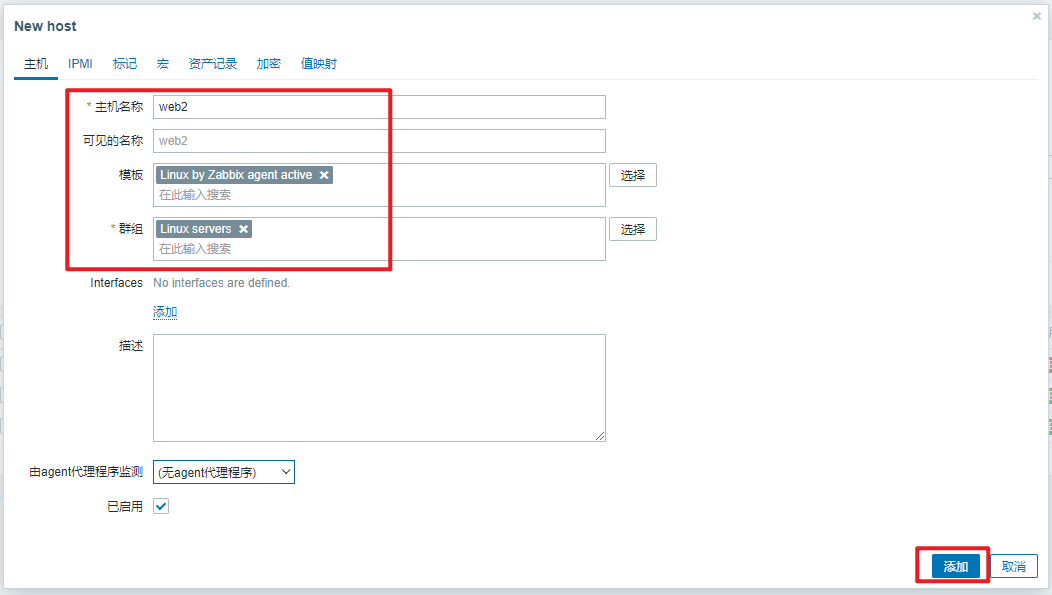 New host
主机 IPMI 标记 宏 资产记录 加密 值映射
* 主机名称 web2
可见的名称 web2
模板 Linux by Zabbix agent active 选择
在此输入搜索
* 群组 Linux servers 选择
在此输入搜索
Interfaces No interfaces are defined.
添加
描述
由agent代理程序监测 (无agent代理程序)
已启用
添加 取消